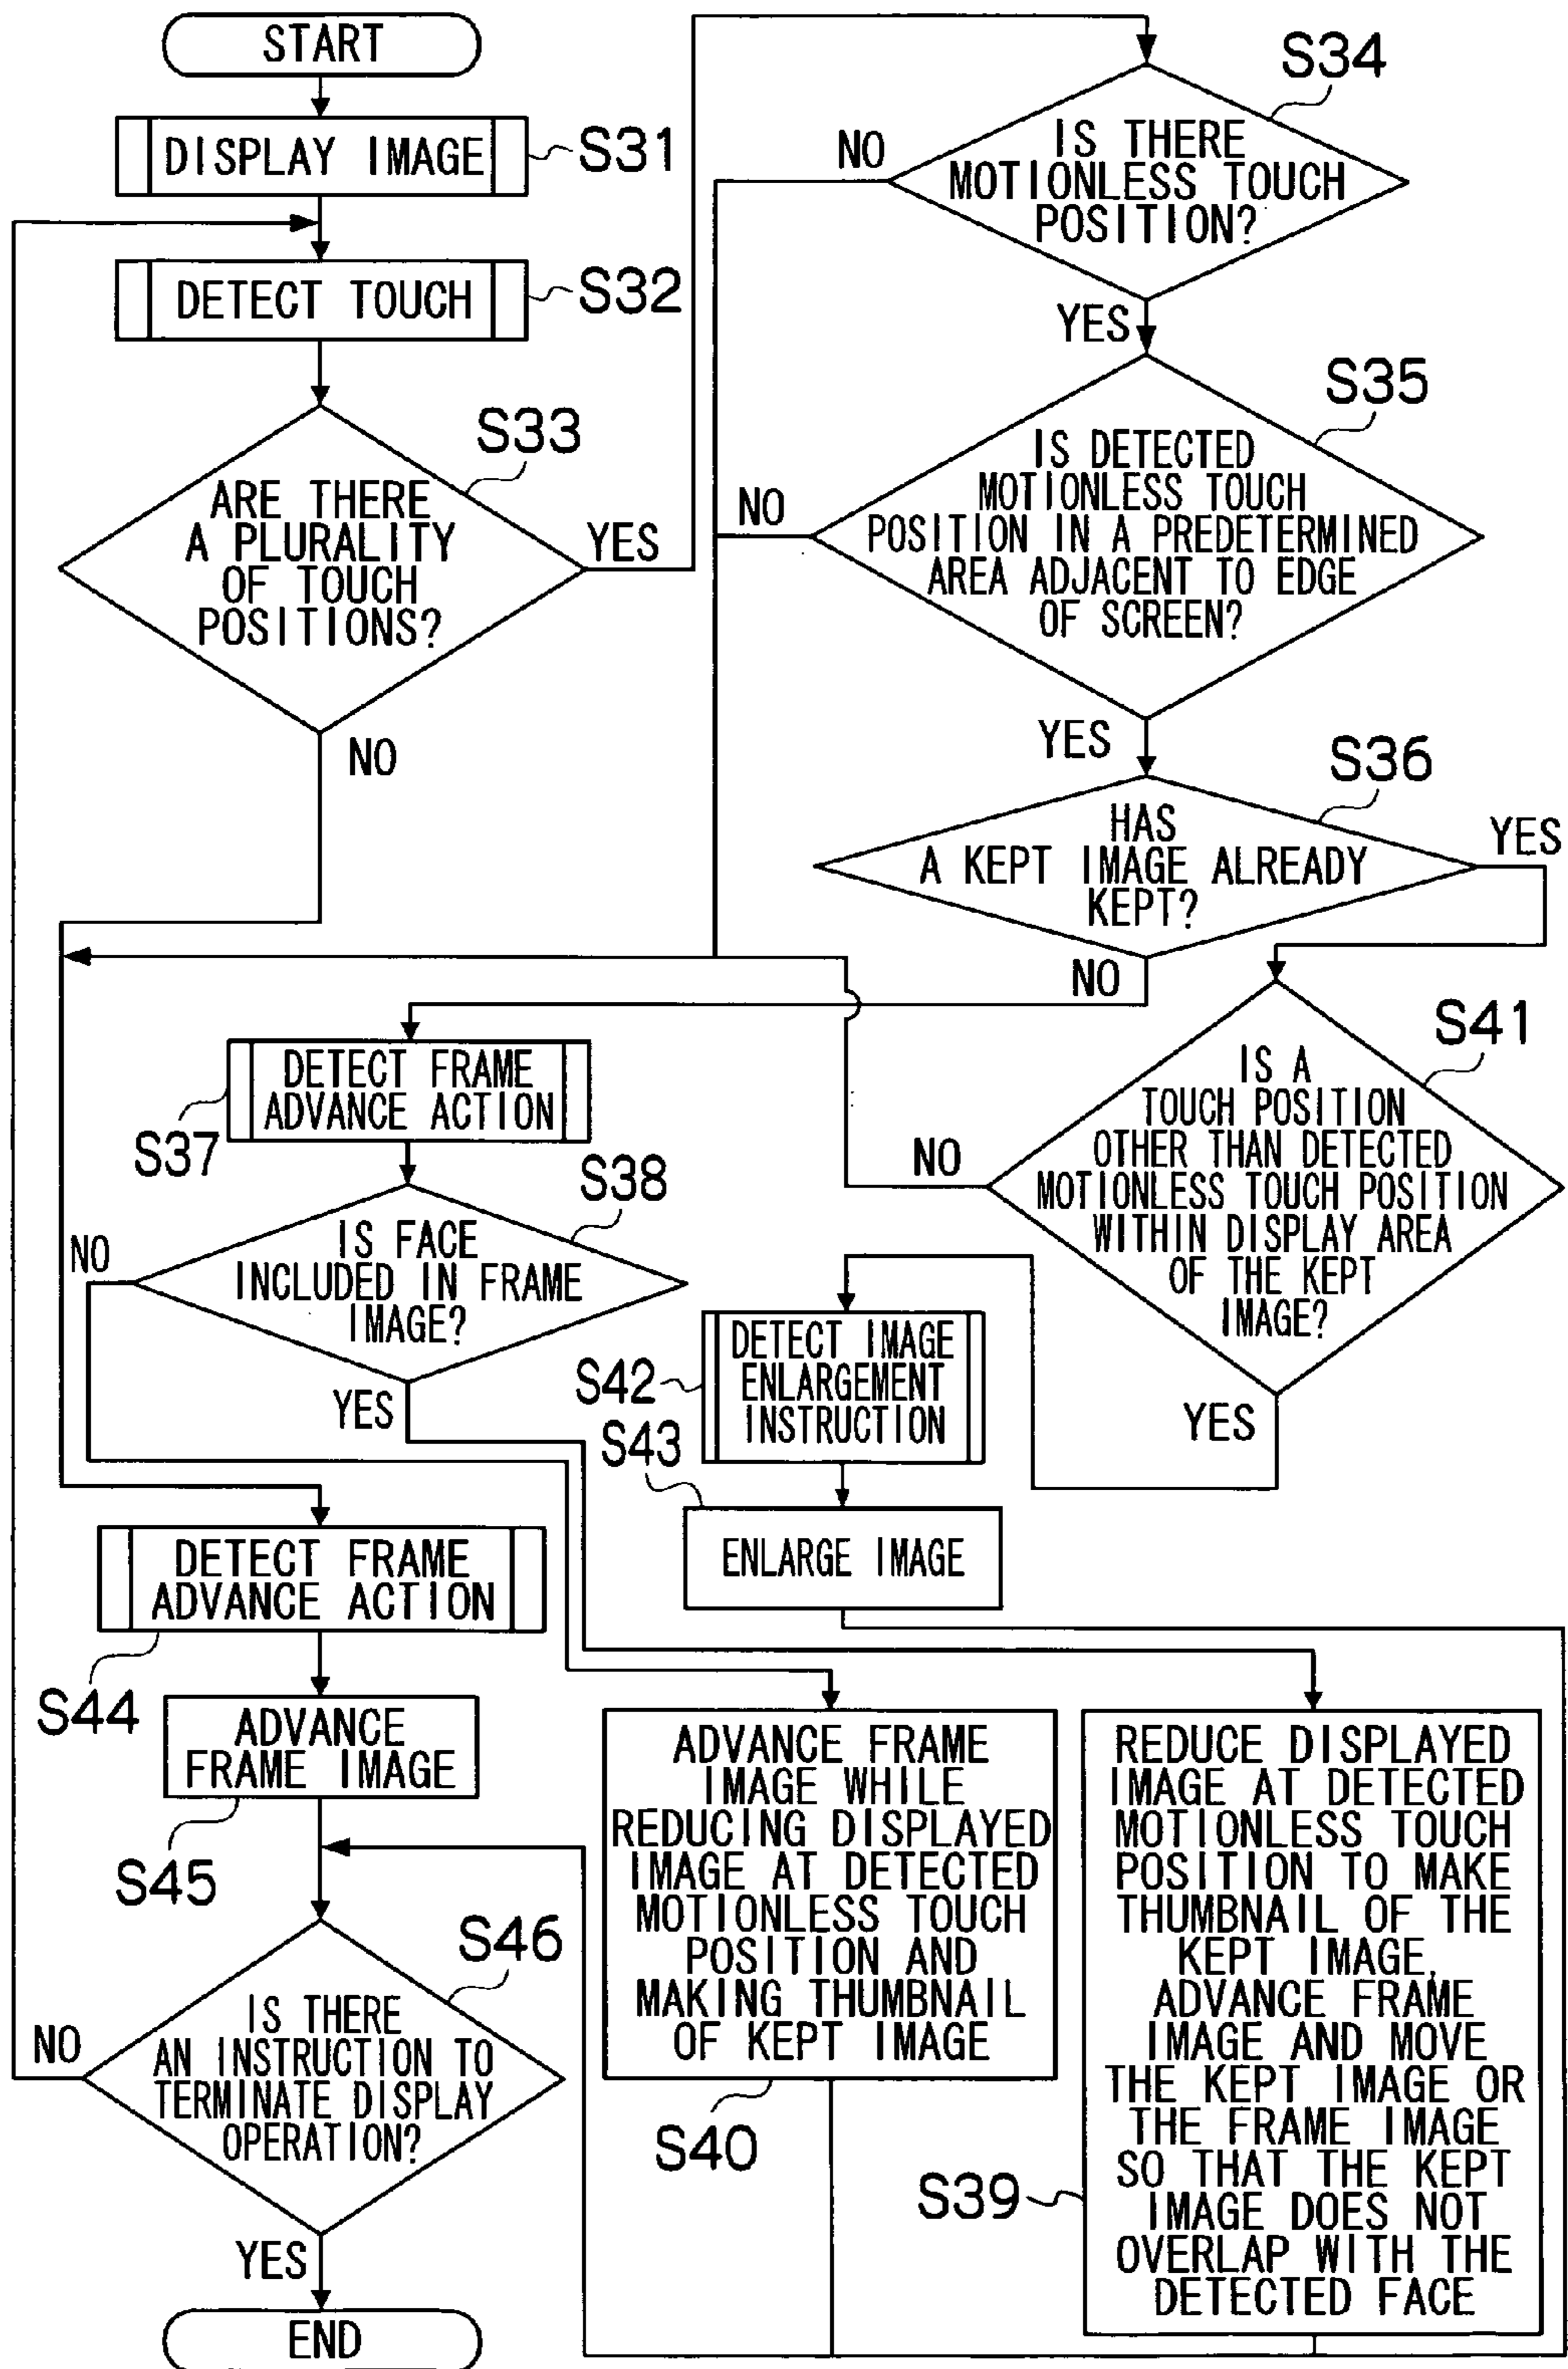 START
DISPLAY IMAGE
S31
DETECT TOUCH
S32
S33
ARE THERE
A PLURALITY
OF TOUCH
POSITIONS?
YES
NO
S34
IS THERE
MOTIONLESS TOUCH
POSITION?
NO
YES
S35
IS DETECTED
MOTIONLESS TOUCH
POSITION IN A PREDETERMINED
AREA ADJACENT TO EDGE
OF SCREEN?
NO
YES
S36
HAS
A KEPT IMAGE ALREADY
KEPT?
YES
NO
DETECT FRAME
ADVANCE ACTION
S37
S38
IS FACE
INCLUDED IN FRAME
IMAGE?
NO
YES
S41
IS A
TOUCH POSITION
OTHER THAN DETECTED
MOTIONLESS TOUCH POSITION
WITHIN DISPLAY AREA
OF THE KEPT
IMAGE?
NO
YES
DETECT IMAGE
ENLARGEMENT
INSTRUCTION
S42
S43
ENLARGE IMAGE
DETECT FRAME
ADVANCE ACTION
S44
ADVANCE
FRAME IMAGE
S45
S46
IS THERE
AN INSTRUCTION TO
TERMINATE DISPLAY
OPERATION?
NO
YES
END
ADVANCE FRAME
IMAGE WHILE
REDUCING DISPLAYED
IMAGE AT DETECTED
MOTIONLESS TOUCH
POSITION AND
MAKING THUMBNAIL
OF KEPT IMAGE
S40
REDUCE DISPLAYED
IMAGE AT DETECTED
MOTIONLESS TOUCH
POSITION TO MAKE
THUMBNAIL OF THE
KEPT IMAGE,
ADVANCE FRAME
IMAGE AND MOVE
THE KEPT IMAGE OR
THE FRAME IMAGE
SO THAT THE KEPT
IMAGE DOES NOT
OVERLAP WITH THE
DETECTED FACE
S39